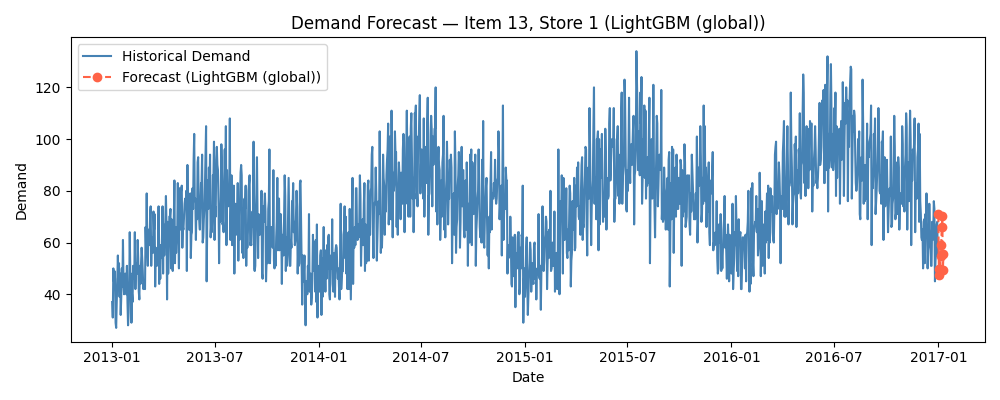 Demand Forecast — Item 13, Store 1 (LightGBM (global))
Historical Demand
Forecast (LightGBM (global))
Demand
120
100
80
60
40
2013-01 2013-07 2014-01 2014-07 2015-01 2015-07 2016-01 2016-07 2017-01
Date